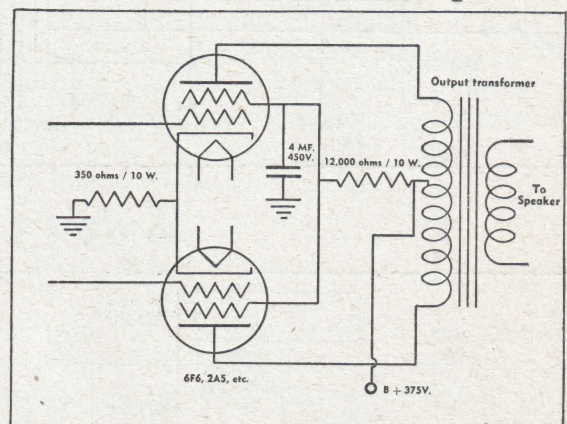 Output transformer
4 MF.
450V.
12,000 ohms / 10 W.
350 ohms / 10 W.
To
Speaker
6F6, 2A5, etc.
B + 375V.